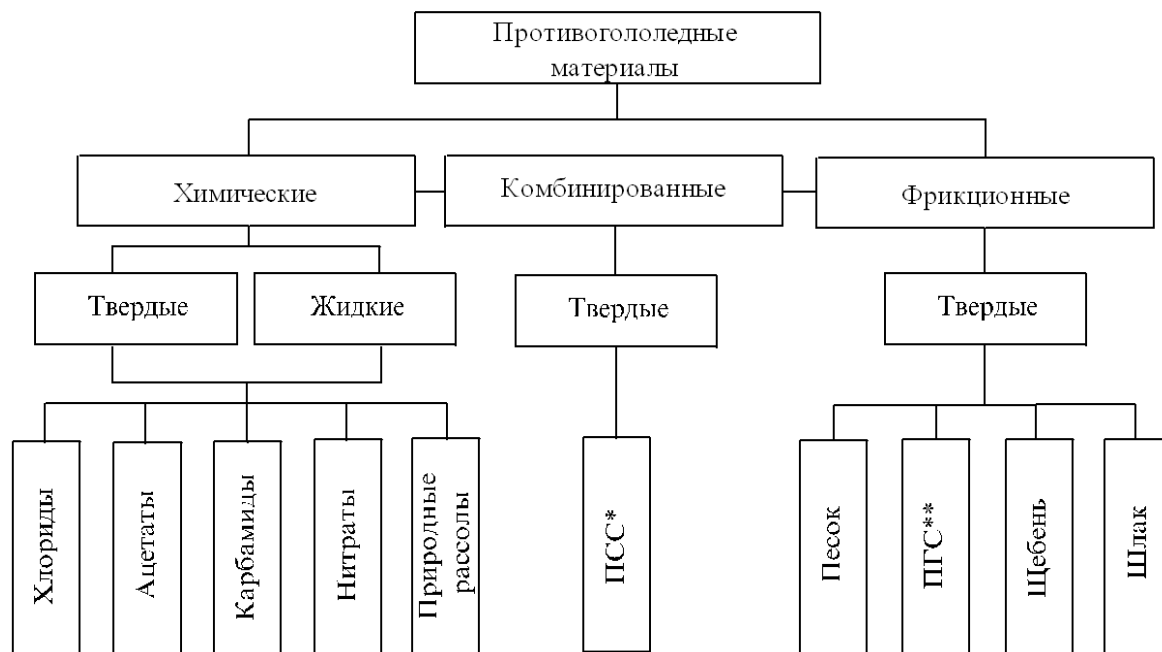 Противогололедные
материалы
Химические
Комбинированные
Фрикционные
Твердые
Жидкие
Твердые
Твердые
Хлориды
Ацетаты
Карбамиды
Нитраты
Природные
рассолы
ПСС*
Песок
ПГС**
Щебень
Шлак